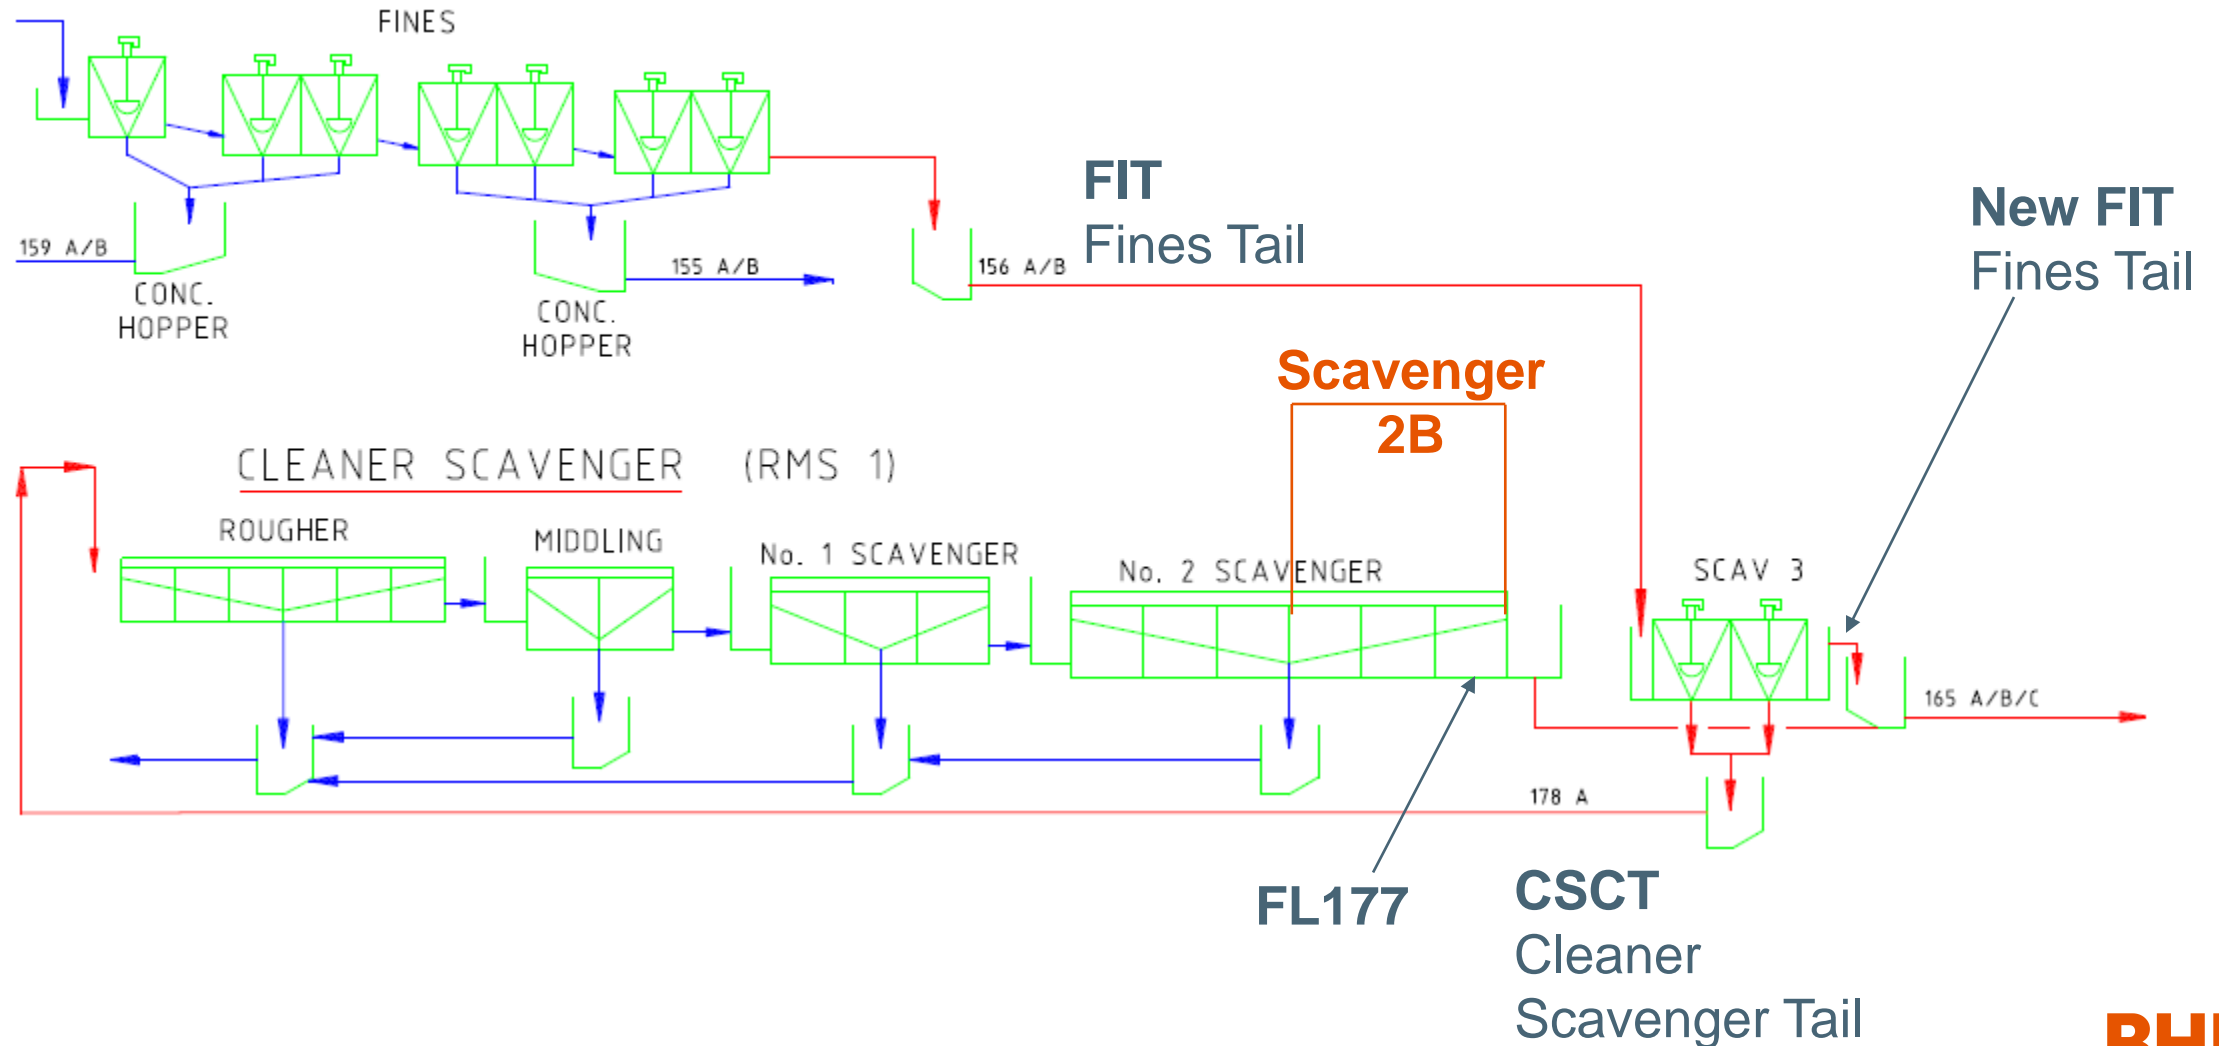 FINES
159 A/B
CONC.
HOPPER
CONC.
HOPPER
155 A/B
156 A/B
FIT
Fines Tail
New FIT
Fines Tail
Scavenger
2B
CLEANER SCAVENGER (RMS 1)
ROUGHER
MIDDLING
No. 1 SCAVENGER
No. 2 SCAVENGER
SCAV 3
165 A/B/C
178 A
FL177
CSCT
Cleaner
Scavenger Tail